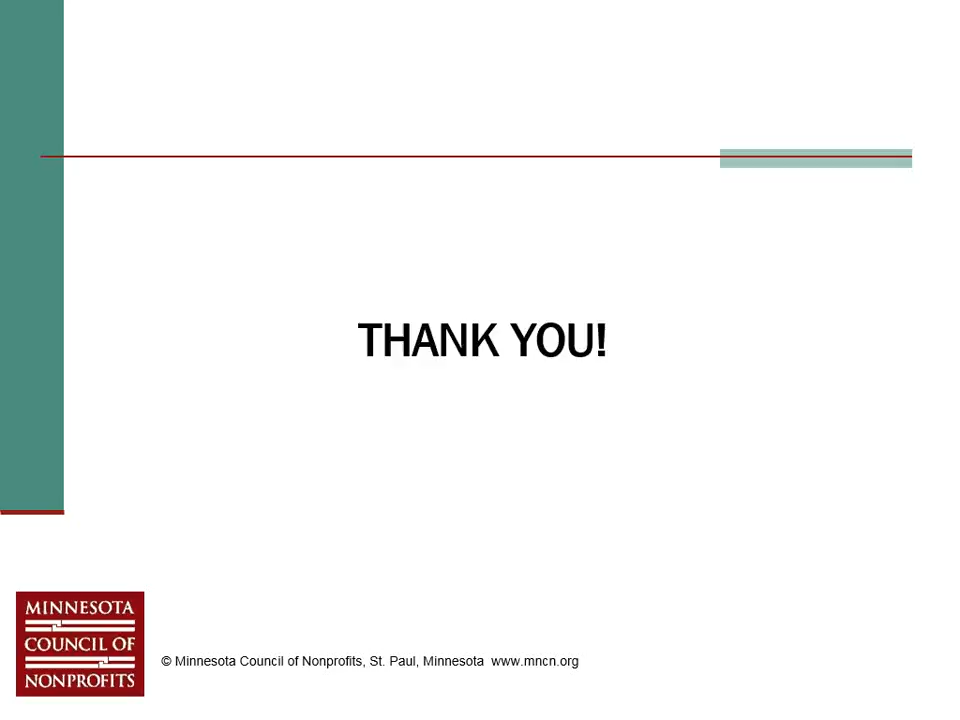 THANK YOU!
MINNESOTA
COUNCIL OF
NONPROFITS
© Minnesota Council of Nonprofits, St. Paul, Minnesota  www.mncn.org